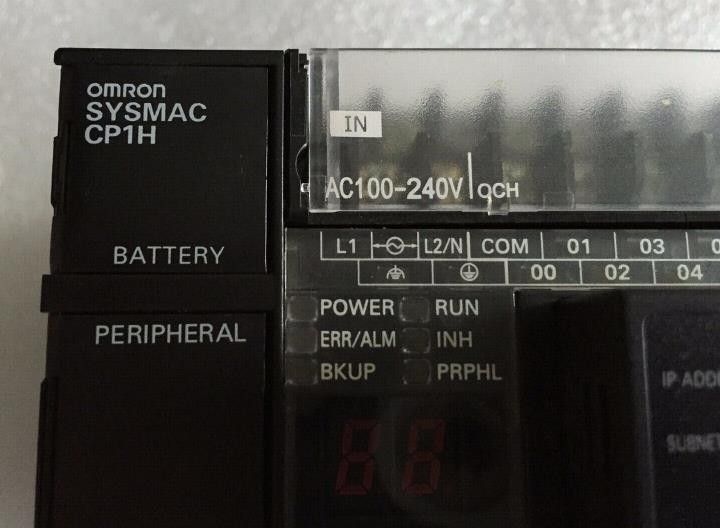 omron
SYSMAC
CP1H
BATTERY
PERIPHERAL
IN
AC100-240V 0CH
L1 L2/N COM 01 03
00 02 04
POWER RUN
ERR/ALM INH
BKUP PRPHL
88
IP ADD
SUBNET